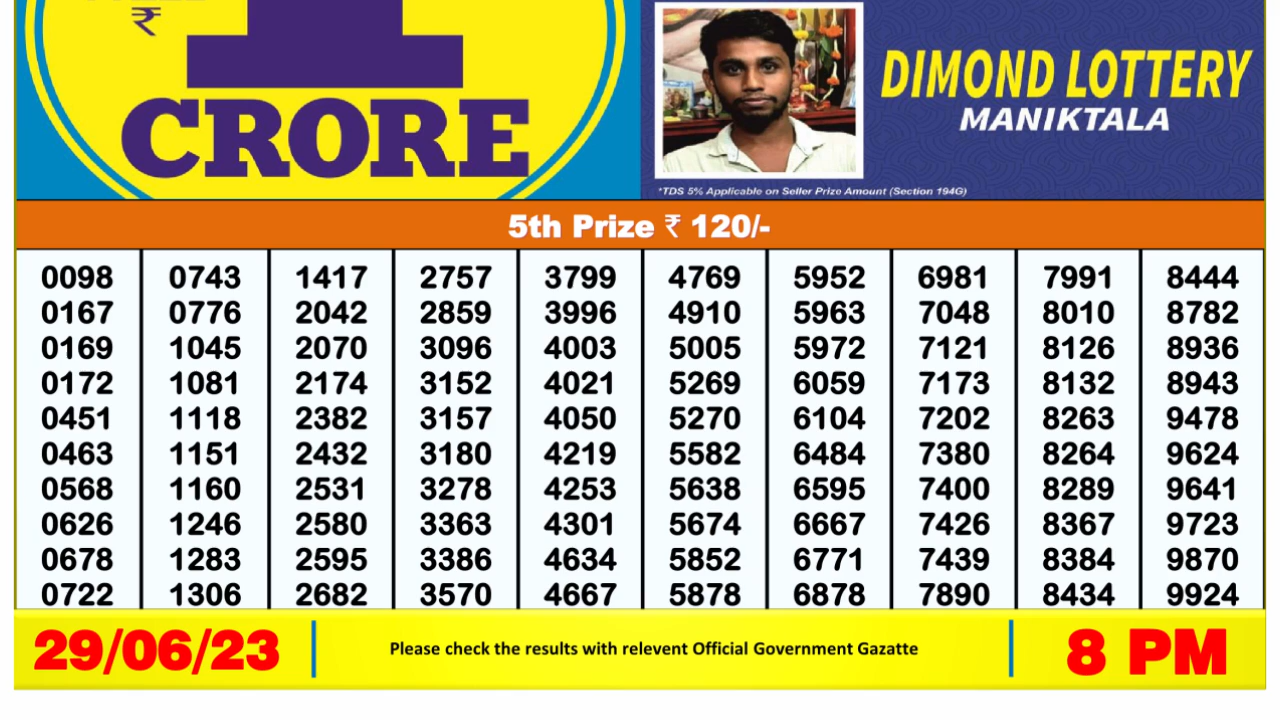 ₹
1
CRORE
DIMOND LOTTERY
MANIKTALA
*TDS 5% Applicable on Seller Prize Amount (Section 194G)
5th Prize ₹ 120/-
0098 0743 1417 2757 3799 4769 5952 6981 7991 8444
0167 0776 2042 2859 3996 4910 5963 7048 8010 8782
0169 1045 2070 3096 4003 5005 5972 7121 8126 8936
0172 1081 2174 3152 4021 5269 6059 7173 8132 8943
0451 1118 2382 3157 4050 5270 6104 7202 8263 9478
0463 1151 2432 3180 4219 5582 6484 7380 8264 9624
0568 1160 2531 3278 4253 5638 6595 7400 8289 9641
0626 1246 2580 3363 4301 5674 6667 7426 8367 9723
0678 1283 2595 3386 4634 5852 6771 7439 8384 9870
0722 1306 2682 3570 4667 5878 6878 7890 8434 9924
29/06/23 Please check the results with relevent Official Government Gazatte 8 PM